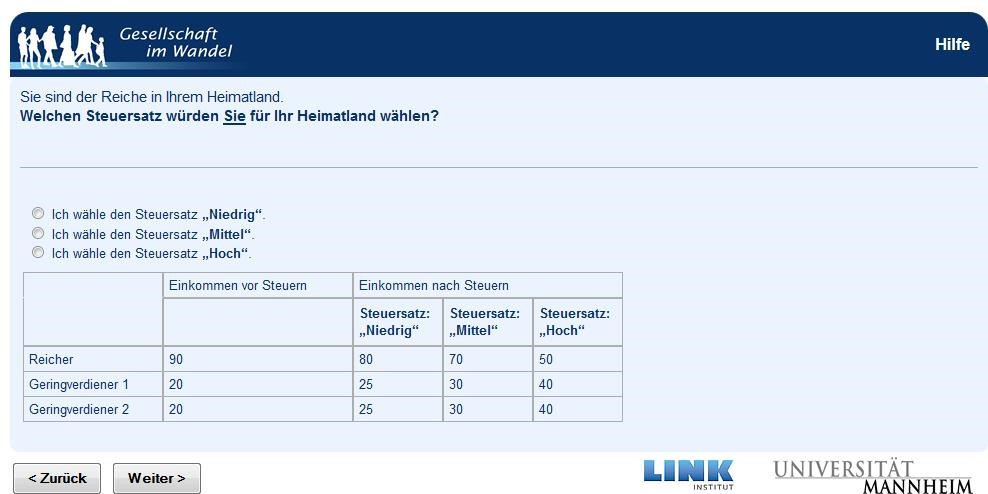 Gesellschaft
im Wandel
Hilfe
Sie sind der Reiche in Ihrem Heimatland.
Welchen Steuersatz würden Sie für Ihr Heimatland wählen?
Ich wähle den Steuersatz „Niedrig“.
Ich wähle den Steuersatz „Mittel“.
Ich wähle den Steuersatz „Hoch“.
Einkommen vor Steuern Einkommen nach Steuern
Steuersatz: Steuersatz: Steuersatz:
„Niedrig“ „Mittel“ „Hoch“
Reicher 90 80 70 50
Geringverdiener 1 20 25 30 40
Geringverdiener 2 20 25 30 40
< Zurück Weiter >
LINK
INSTITUT
UNIVERSITÄT
MANNHEIM